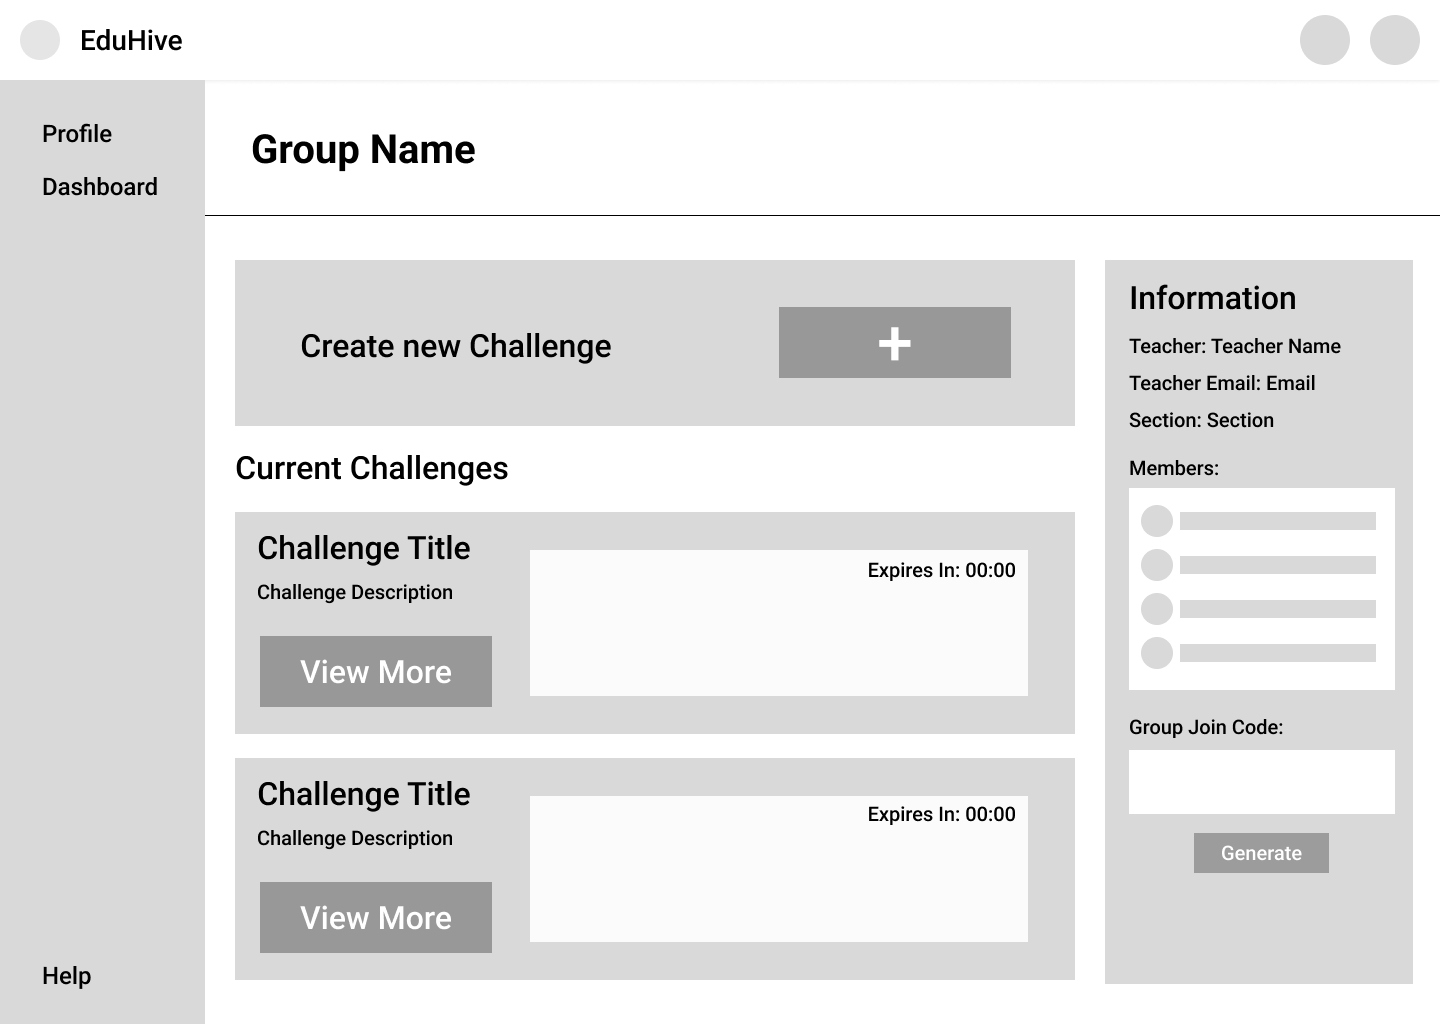 EduHive
Profile
Dashboard
Help
Group Name
Create new Challenge
+
Current Challenges
Challenge Title
Challenge Description
View More
Expires In: 00:00
Challenge Title
Challenge Description
View More
Expires In: 00:00
Information
Teacher: Teacher Name
Teacher Email: Email
Section: Section
Members:
Group Join Code:
Generate